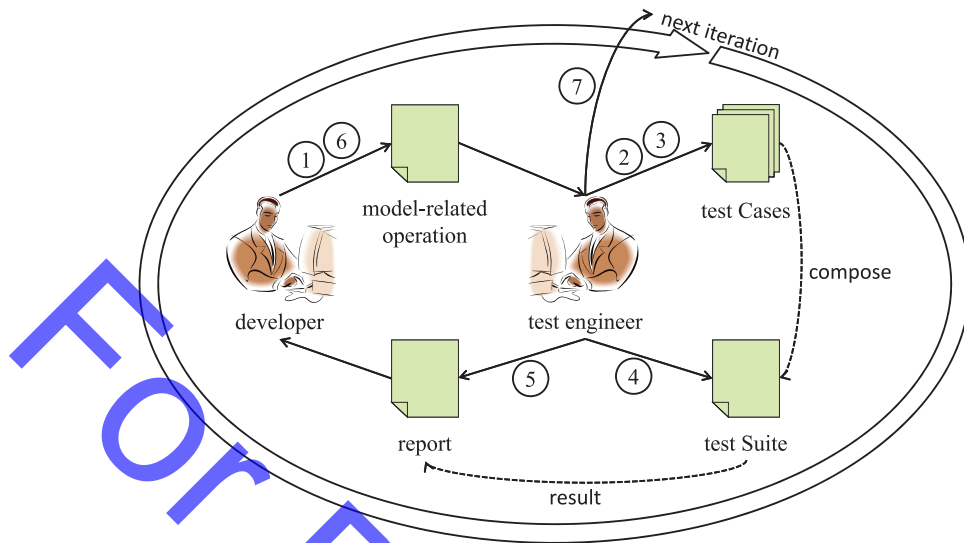 next iteration
7
1
6
2
3
model-related
operation
test Cases
compose
developer
test engineer
5
4
report
test Suite
result
For